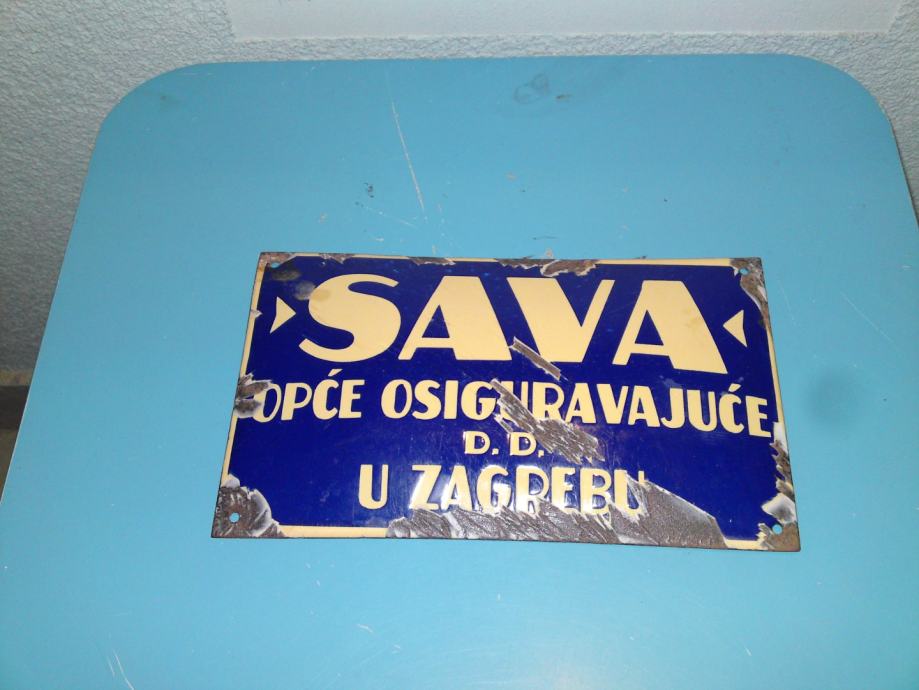 SAVA
OPĆE OSIGURAVAJUĆE
D. D.
U ZAGREBU